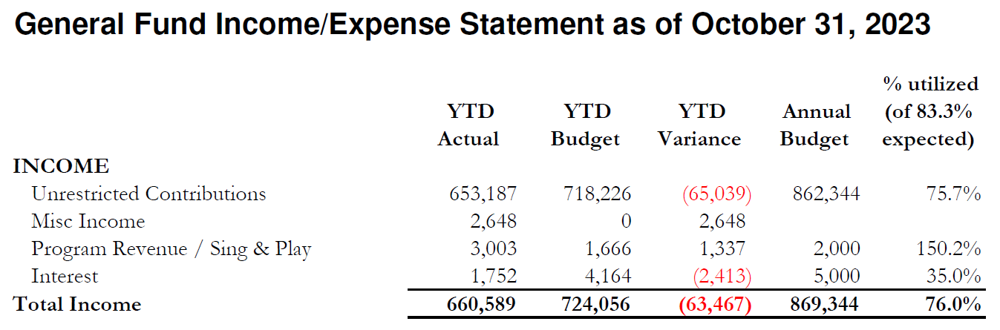 General Fund Income/Expense Statement as of October 31, 2023
% utilized
YTD YTD YTD Annual (of 83.3%
Actual Budget Variance Budget expected)
INCOME
Unrestricted Contributions 653,187 718,226 (65,039) 862,344 75.7%
Misc Income 2,648 0 2,648
Program Revenue / Sing & Play 3,003 1,666 1,337 2,000 150.2%
Interest 1,752 4,164 (2,413) 5,000 35.0%
Total Income 660,589 724,056 (63,467) 869,344 76.0%